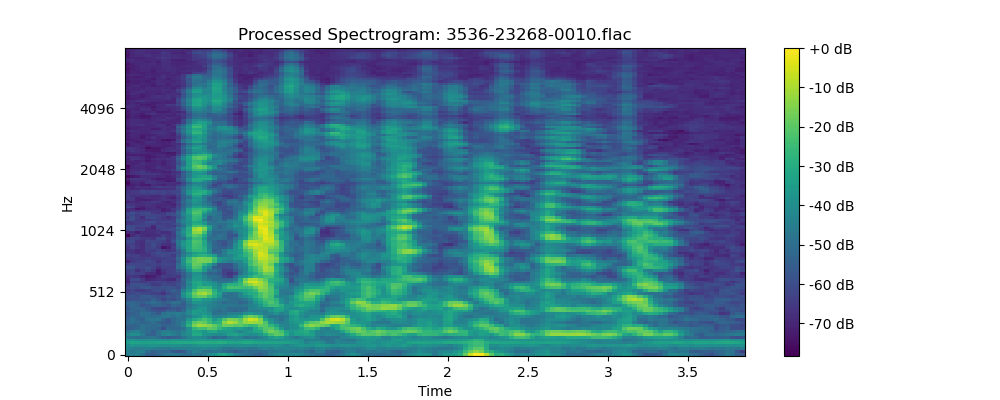 Processed Spectrogram: 3536-23268-0010.flac
Hz
4096
2048
1024
512
0
0 0.5 1 1.5 2 2.5 3 3.5
Time
+0 dB
-10 dB
-20 dB
-30 dB
-40 dB
-50 dB
-60 dB
-70 dB